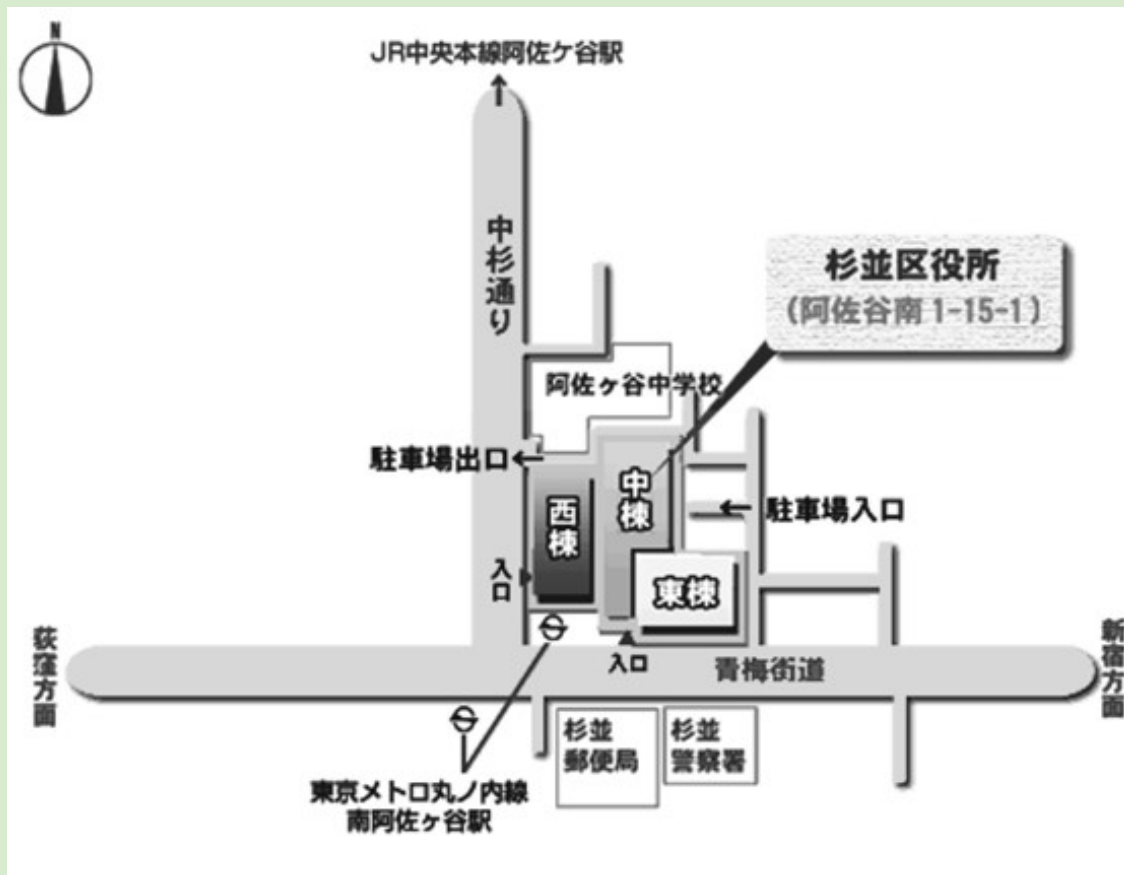 N
JR中央本線阿佐ケ谷駅
中杉通り
杉並区役所
(阿佐谷南 1-15-1)
阿佐ヶ谷中学校
駐車場出口
中棟
西棟
駐車場入口
入口
東棟
荻窪方面
入口
青梅街道
新宿方面
杉並
郵便局
杉並
警察署
東京メトロ丸ノ内線
南阿佐ヶ谷駅